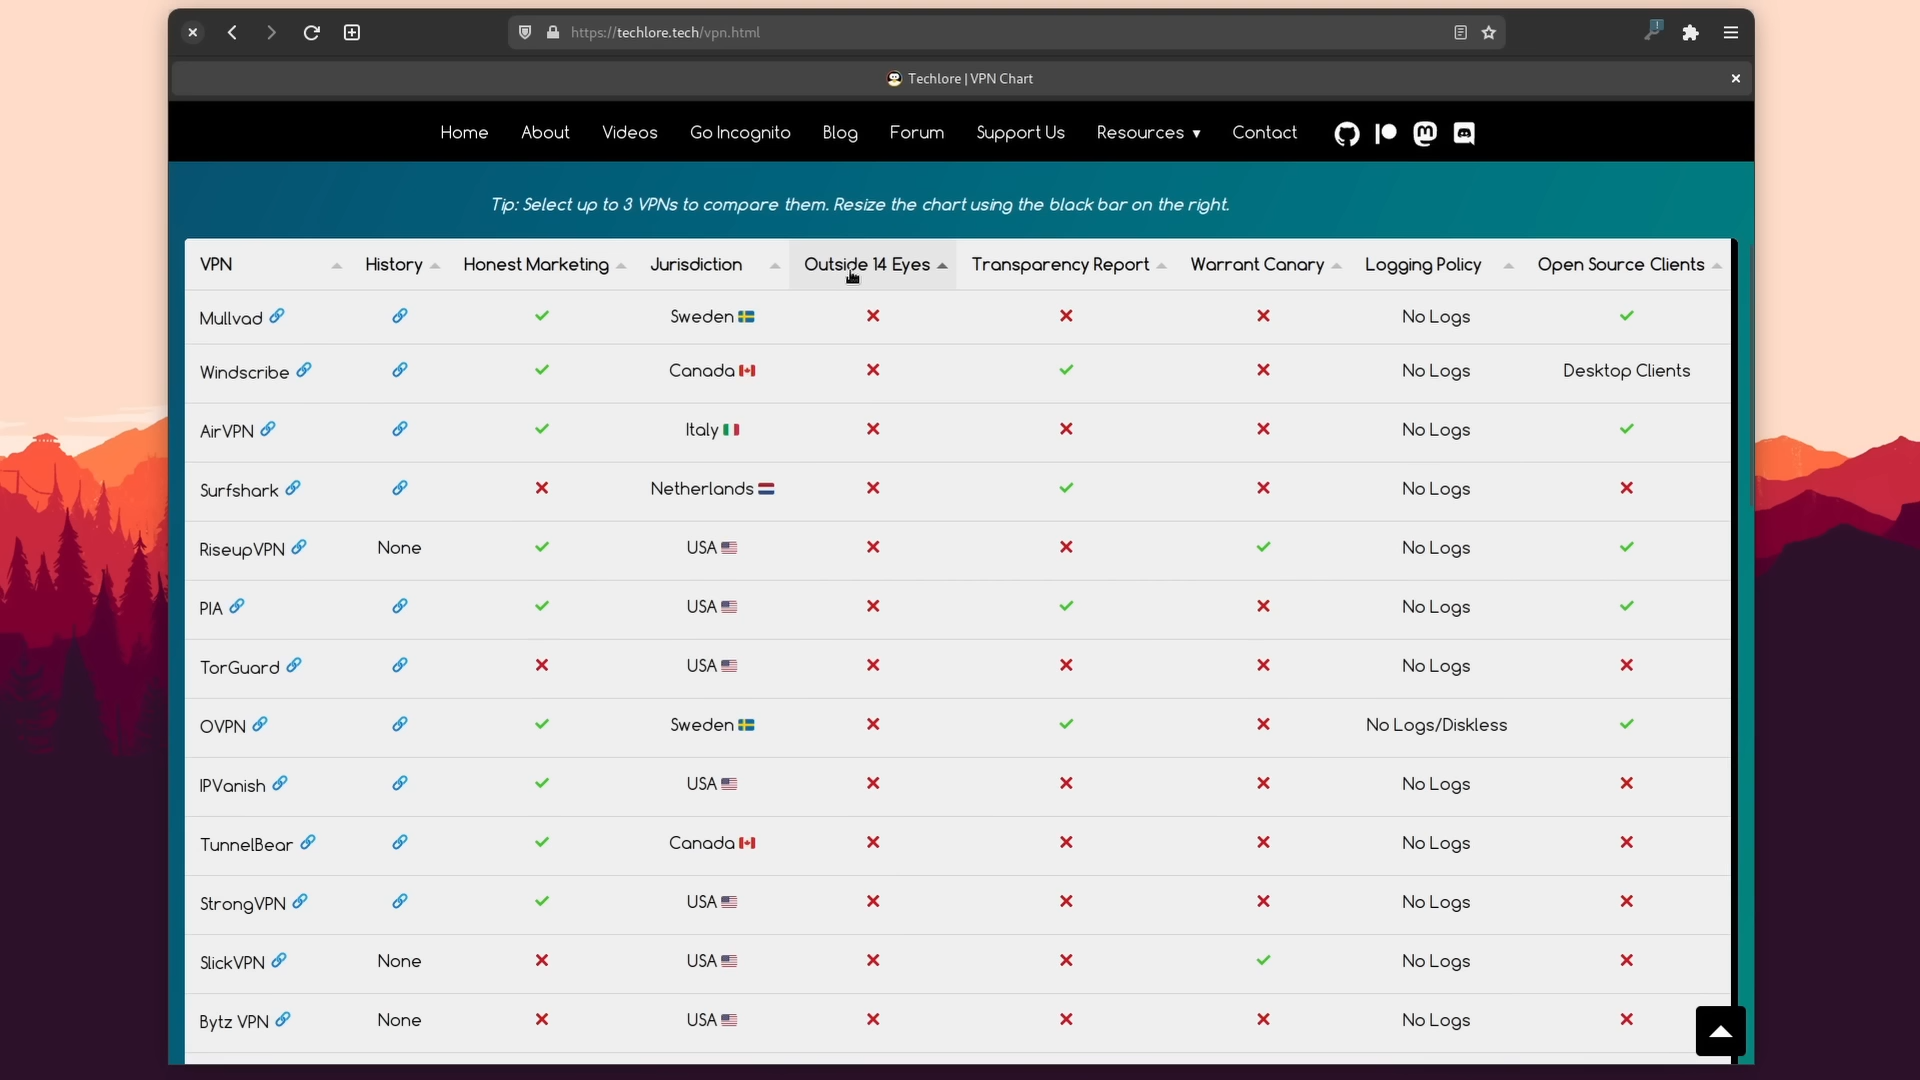 https://techlore.tech/vpn.html
Techlore | VPN Chart
Home About Videos Go Incognito Blog Forum Support Us Resources ▾ Contact
Tip: Select up to 3 VPNs to compare them. Resize the chart using the black bar on the right.
VPN History Honest Marketing Jurisdiction Outside 14 Eyes Transparency Report Warrant Canary Logging Policy Open Source Clients
Mullvad Sweden No Logs
Windscribe Canada No Logs Desktop Clients
AirVPN Italy No Logs
Surfshark Netherlands No Logs
RiseupVPN None USA No Logs
PIA USA No Logs
TorGuard USA No Logs
OVPN Sweden No Logs/Diskless
IPVanish USA No Logs
TunnelBear Canada No Logs
StrongVPN USA No Logs
SlickVPN None USA No Logs
Bytz VPN None USA No Logs